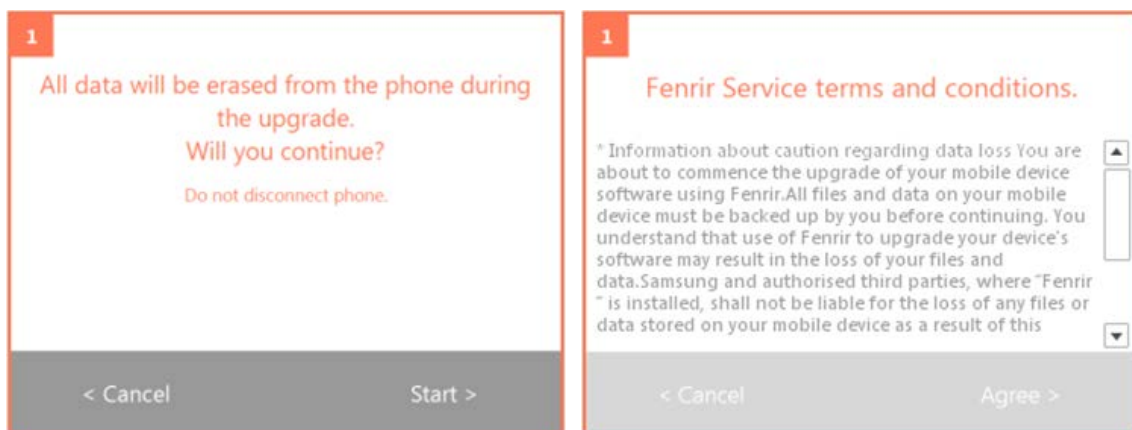 1
All data will be erased from the phone during
the upgrade.
Will you continue?
Do not disconnect phone.
< Cancel
Start >
1
Fenrir Service terms and conditions.
* Information about caution regarding data loss You are
about to commence the upgrade of your mobile device
software using Fenrir.All files and data on your mobile
device must be backed up by you before continuing. You
understand that use of Fenrir to upgrade your device's
software may result in the loss of your files and
data.Samsung and authorised third parties, where "Fenrir
" is installed, shall not be liable for the loss of any files or
data stored on your mobile device as a result of this
< Cancel
Agree >